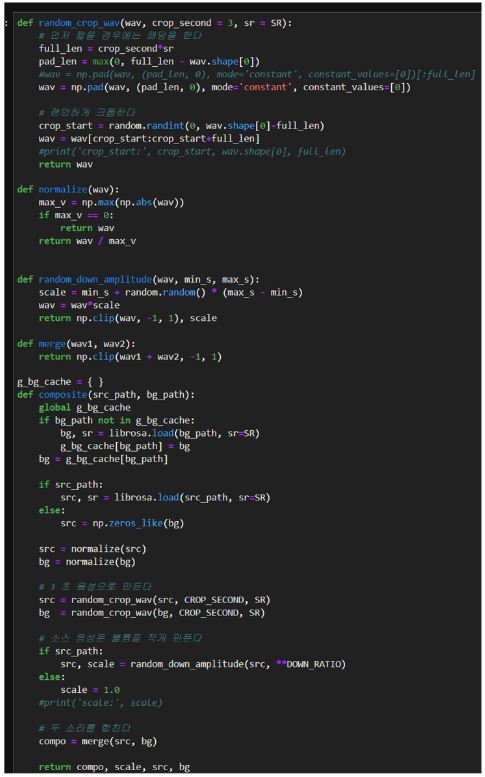 : def random_crop_wav(wav, crop_second = 3, sr = SR):
# 먼저 짧을 경우에는 패딩을 한다
full_len = crop_second*sr
pad_len = max(0, full_len - wav.shape[0])
#wav = np.pad(wav, (pad_len, 0), mode='constant', constant_values=[0])[:full_len]
wav = np.pad(wav, (pad_len, 0), mode='constant', constant_values=[0])
# 랜덤하게 크롭한다
crop_start = random.randint(0, wav.shape[0]-full_len)
wav = wav[crop_start:crop_start+full_len]
#print('crop_start:', crop_start, wav.shape[0], full_len)
return wav
def normalize(wav):
max_v = np.max(np.abs(wav))
if max_v == 0:
return wav
return wav / max_v
def random_down_amplitude(wav, min_s, max_s):
scale = min_s + random.random() * (max_s - min_s)
wav = wav*scale
return np.clip(wav, -1, 1), scale
def merge(wav1, wav2):
return np.clip(wav1 + wav2, -1, 1)
g_bg_cache = { }
def composite(src_path, bg_path):
global g_bg_cache
if bg_path not in g_bg_cache:
bg, sr = librosa.load(bg_path, sr=SR)
g_bg_cache[bg_path] = bg
bg = g_bg_cache[bg_path]
if src_path:
src, sr = librosa.load(src_path, sr=SR)
else:
src = np.zeros_like(bg)
src = normalize(src)
bg = normalize(bg)
# 3 초 음성으로 만든다
src = random_crop_wav(src, CROP_SECOND, SR)
bg  = random_crop_wav(bg, CROP_SECOND, SR)
# 소스 음성은 볼륨을 작게 만든다
if src_path:
src, scale = random_down_amplitude(src, **DOWN_RATIO)
else:
scale = 1.0
#print('scale:', scale)
# 두 소리를 합친다
compo = merge(src, bg)
return compo, scale, src, bg